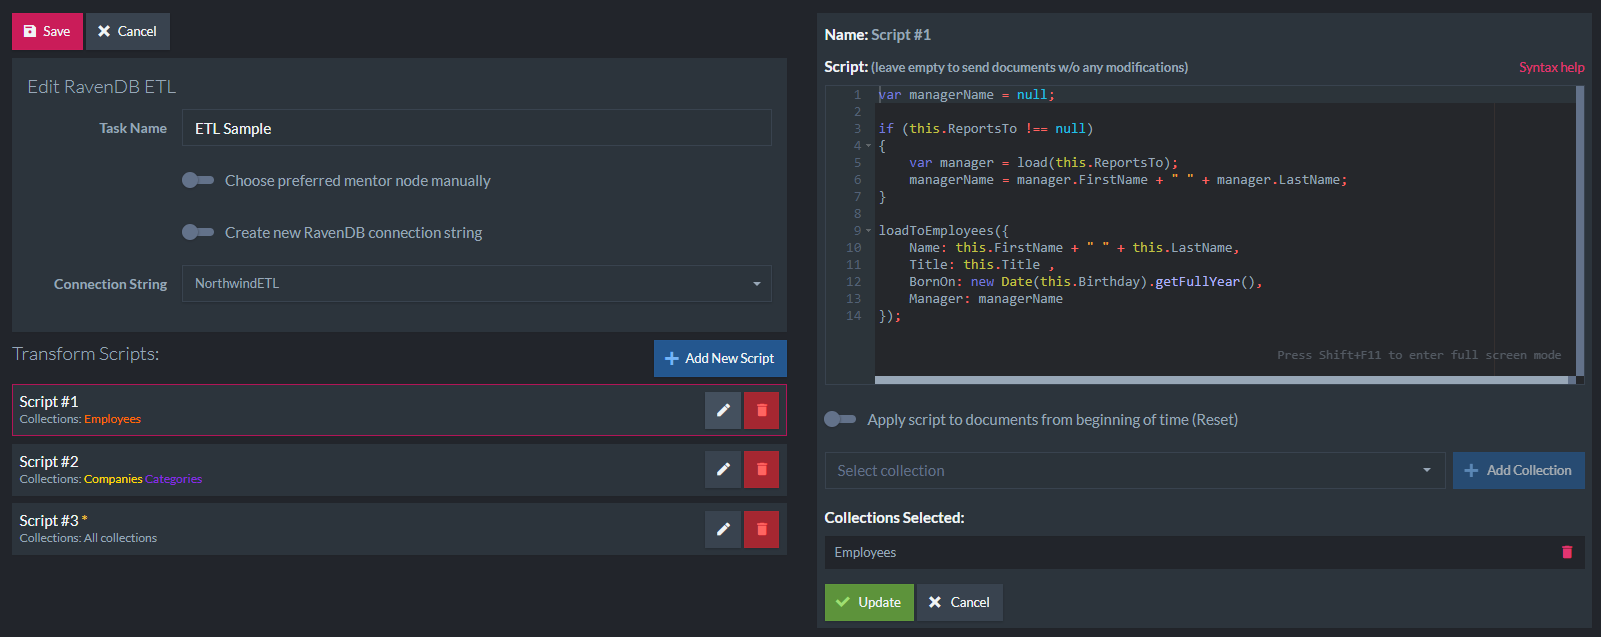 Save
Cancel
Edit RavenDB ETL
Task Name
ETL Sample
Choose preferred mentor node manually
Create new RavenDB connection string
Connection String
NorthwindETL
Transform Scripts:
Add New Script
Script #1
Collections: Employees
Script #2
Collections: Companies Categories
Script #3 *
Collections: All collections
Name: Script #1
Script: (leave empty to send documents w/o any modifications)
Syntax help
1 var managerName = null;
2
3 if (this.ReportsTo !== null)
4 {
5     var manager = load(this.ReportsTo);
6     managerName = manager.FirstName + " " + manager.LastName;
7 }
8
9 loadToEmployees({
10     Name: this.FirstName + " " + this.LastName,
11     Title: this.Title ,
12     BornOn: new Date(this.Birthday).getFullYear(),
13     Manager: managerName
14 });
Press Shift+F11 to enter full screen mode
Apply script to documents from beginning of time (Reset)
Select collection
Add Collection
Collections Selected:
Employees
Update
Cancel